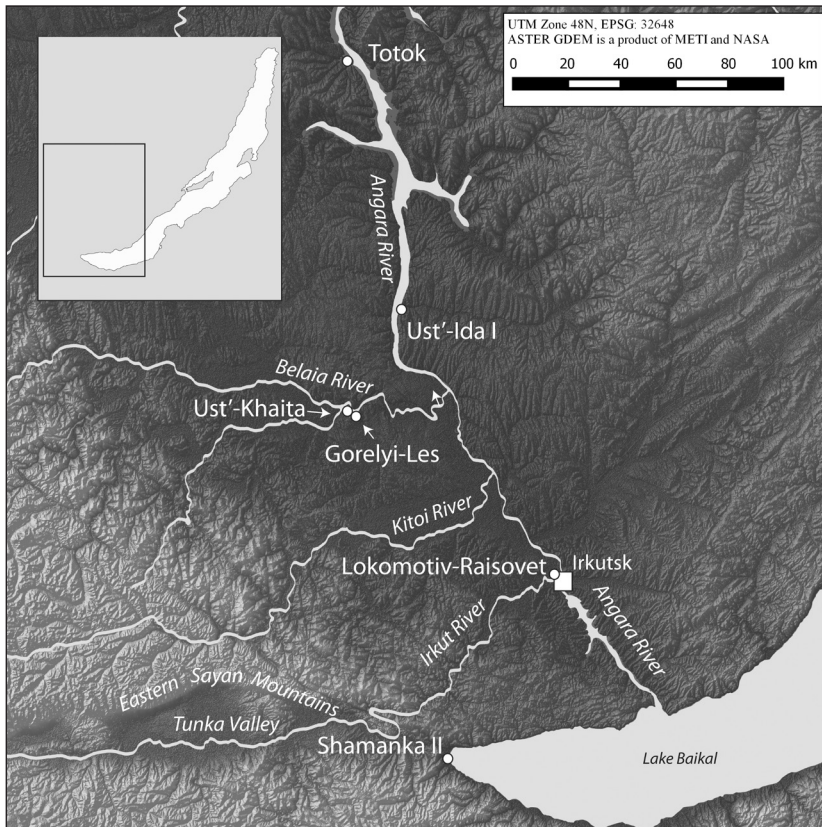 UTM Zone 48N, EPSG: 32648
ASTER GDEM is a product of METI and NASA
0 20 40 60 80 100 km
Totok
Angara River
Ust’-Ida I
Belaia River
Ust’-Khaita
Gorelyi-Les
Kitoi River
Lokomotiv-Raisovet
Irkutsk
Irkut River
Angara River
Eastern Sayan Mountains
Tunka Valley
Shamanka II
Lake Baikal